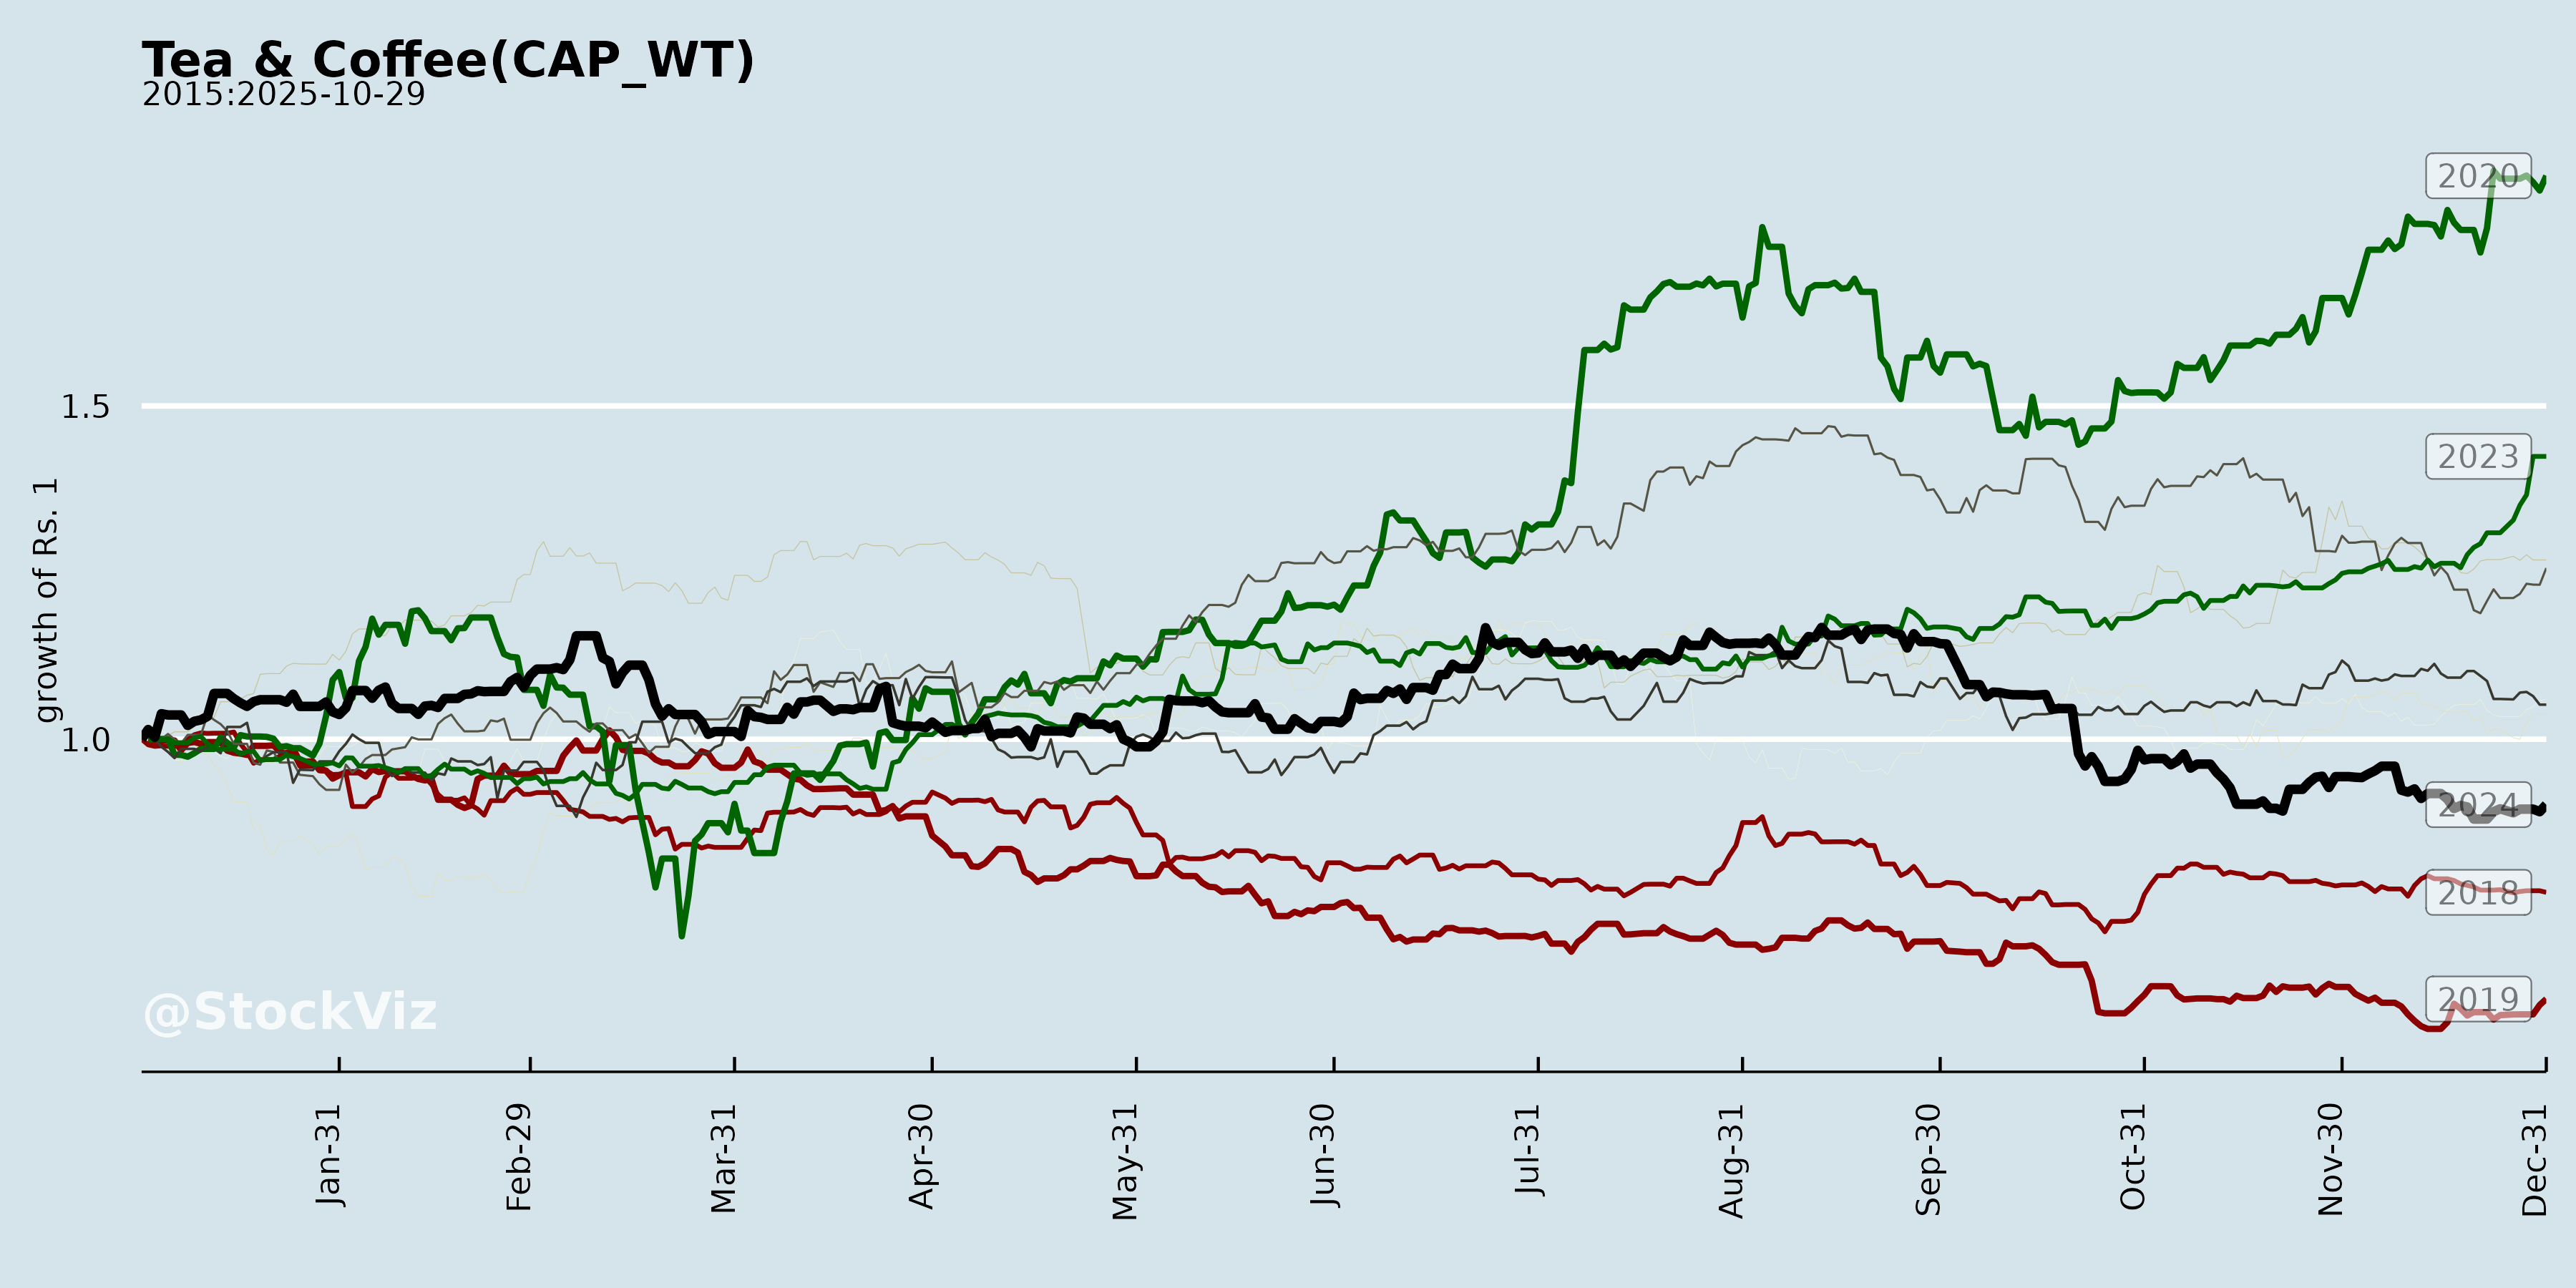 Tea & Coffee(CAP_WT)
2015:2025-10-29
growth of Rs. 1
1.5
1.0
2020
2023
2024
2018
2019
@StockViz
Jan-31
Feb-29
Mar-31
Apr-30
May-31
Jun-30
Jul-31
Aug-31
Sep-30
Oct-31
Nov-30
Dec-31